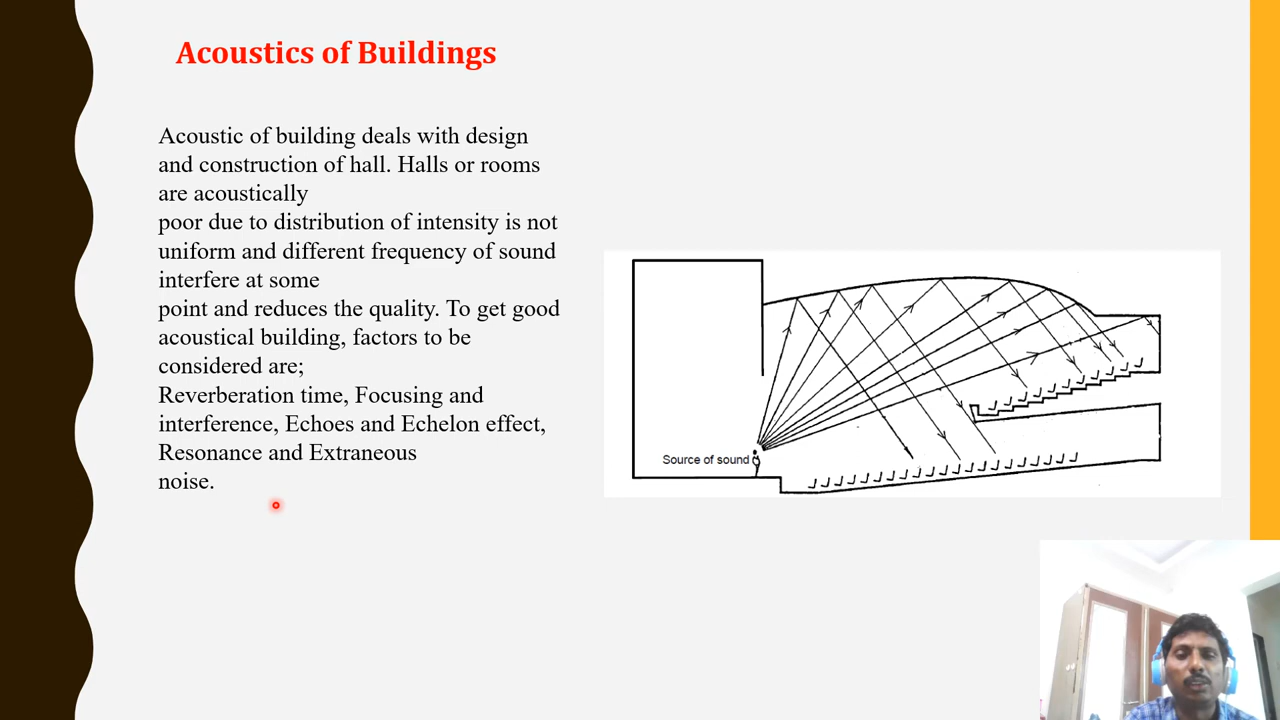 Acoustics of Buildings
Acoustic of building deals with design
and construction of hall. Halls or rooms
are acoustically
poor due to distribution of intensity is not
uniform and different frequency of sound
interfere at some
point and reduces the quality. To get good
acoustical building, factors to be
considered are;
Reverberation time, Focusing and
interference, Echoes and Echelon effect,
Resonance and Extraneous
noise.
Source of sound